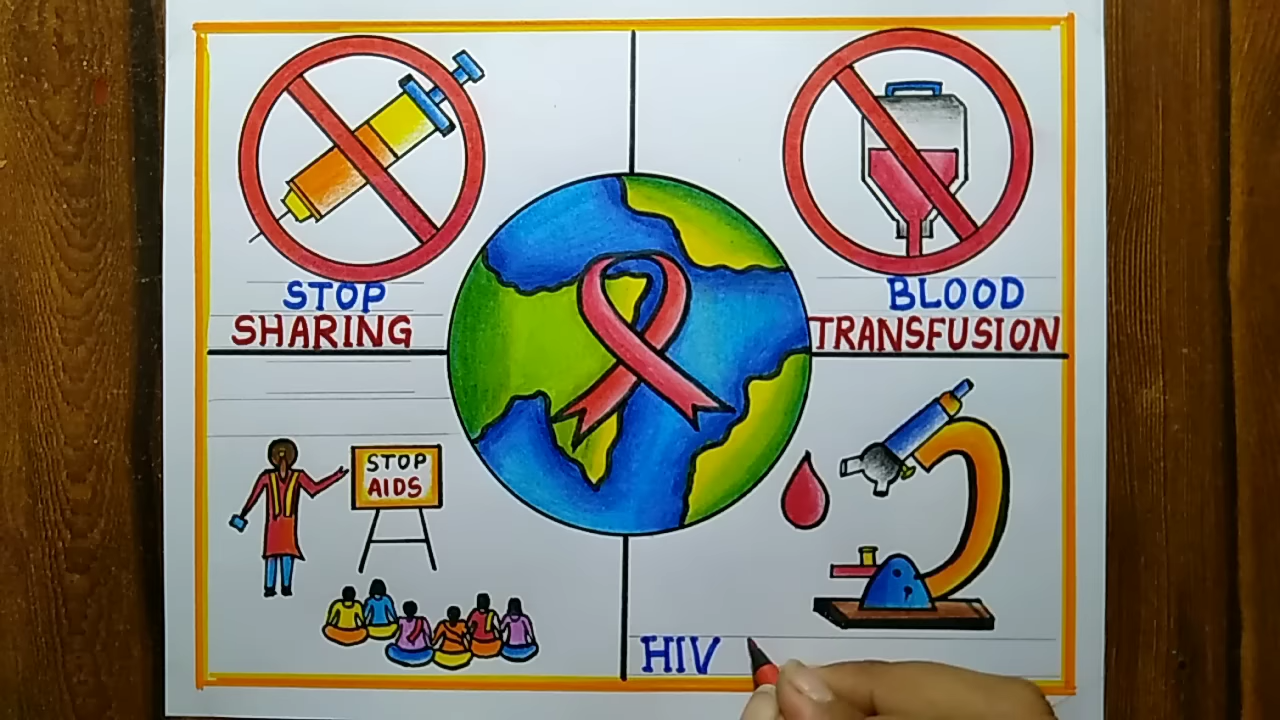 STOP
SHARING
BLOOD
TRANSFUSION
STOP
AIDS
HIV